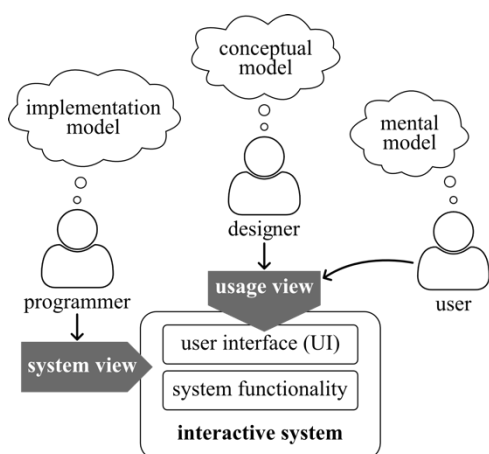 conceptual
model
implementation
model
mental
model
designer
programmer
user
usage view
system view
user interface (UI)
system functionality
interactive system